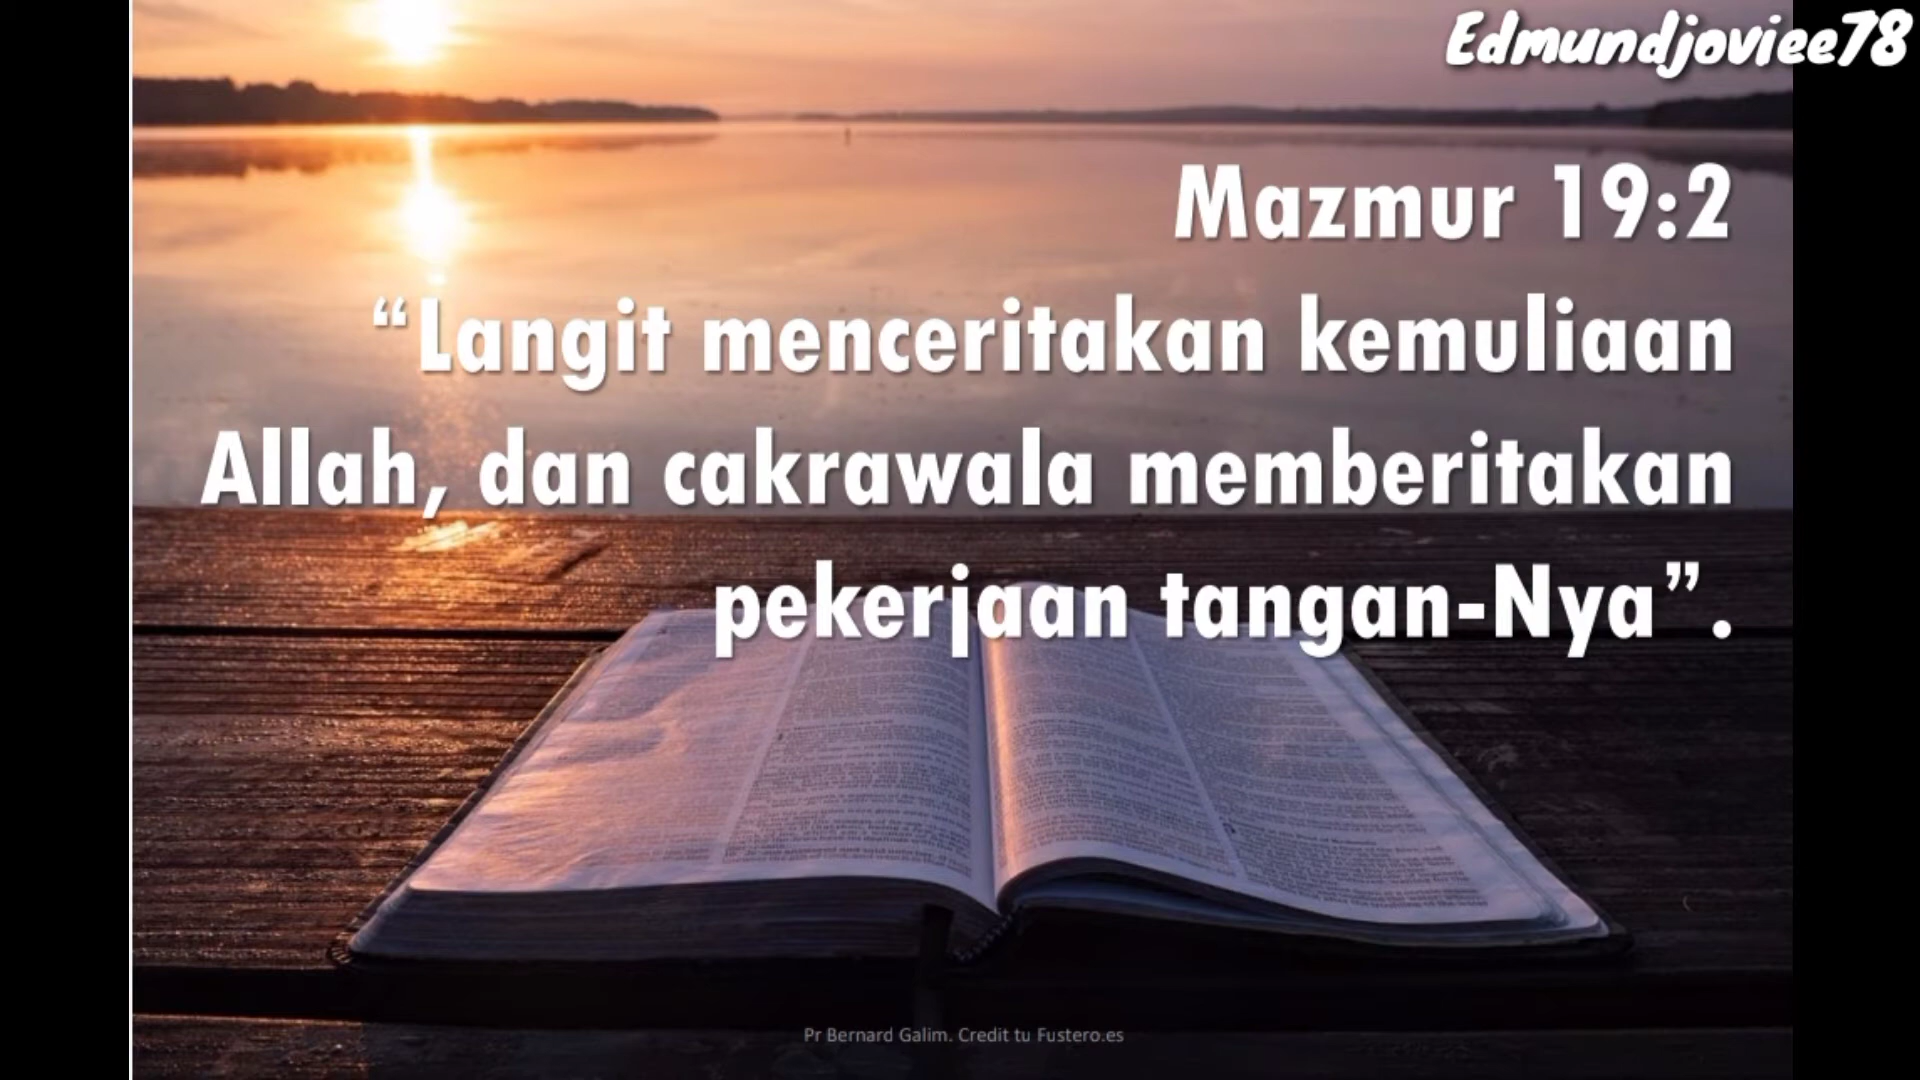 Edmundjoviee78
Mazmur 19:2
“Langit menceritakan kemuliaan
Allah, dan cakrawala memberitakan
pekerjaan tangan-Nya”.
Pr Bernard Galim. Credit tu Fustero.es